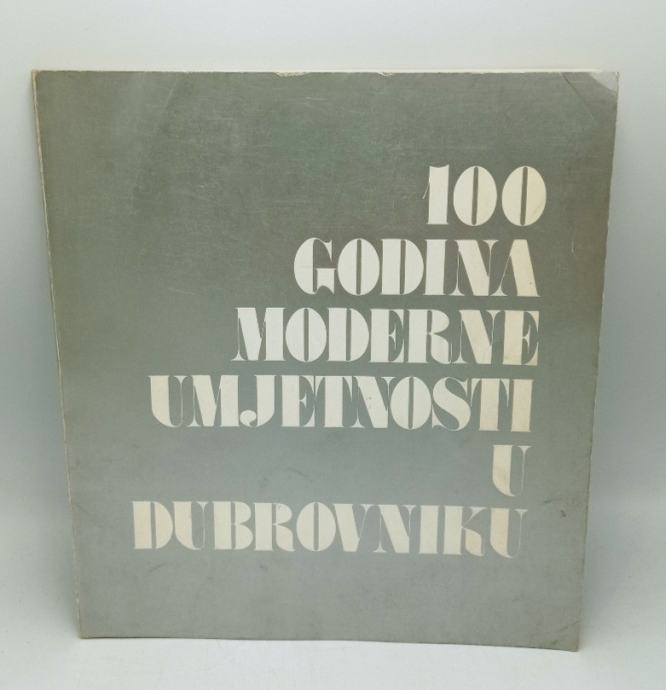 100
GODINA
MODERNE
UMJETNOSTI
U
DUBROVNIKU